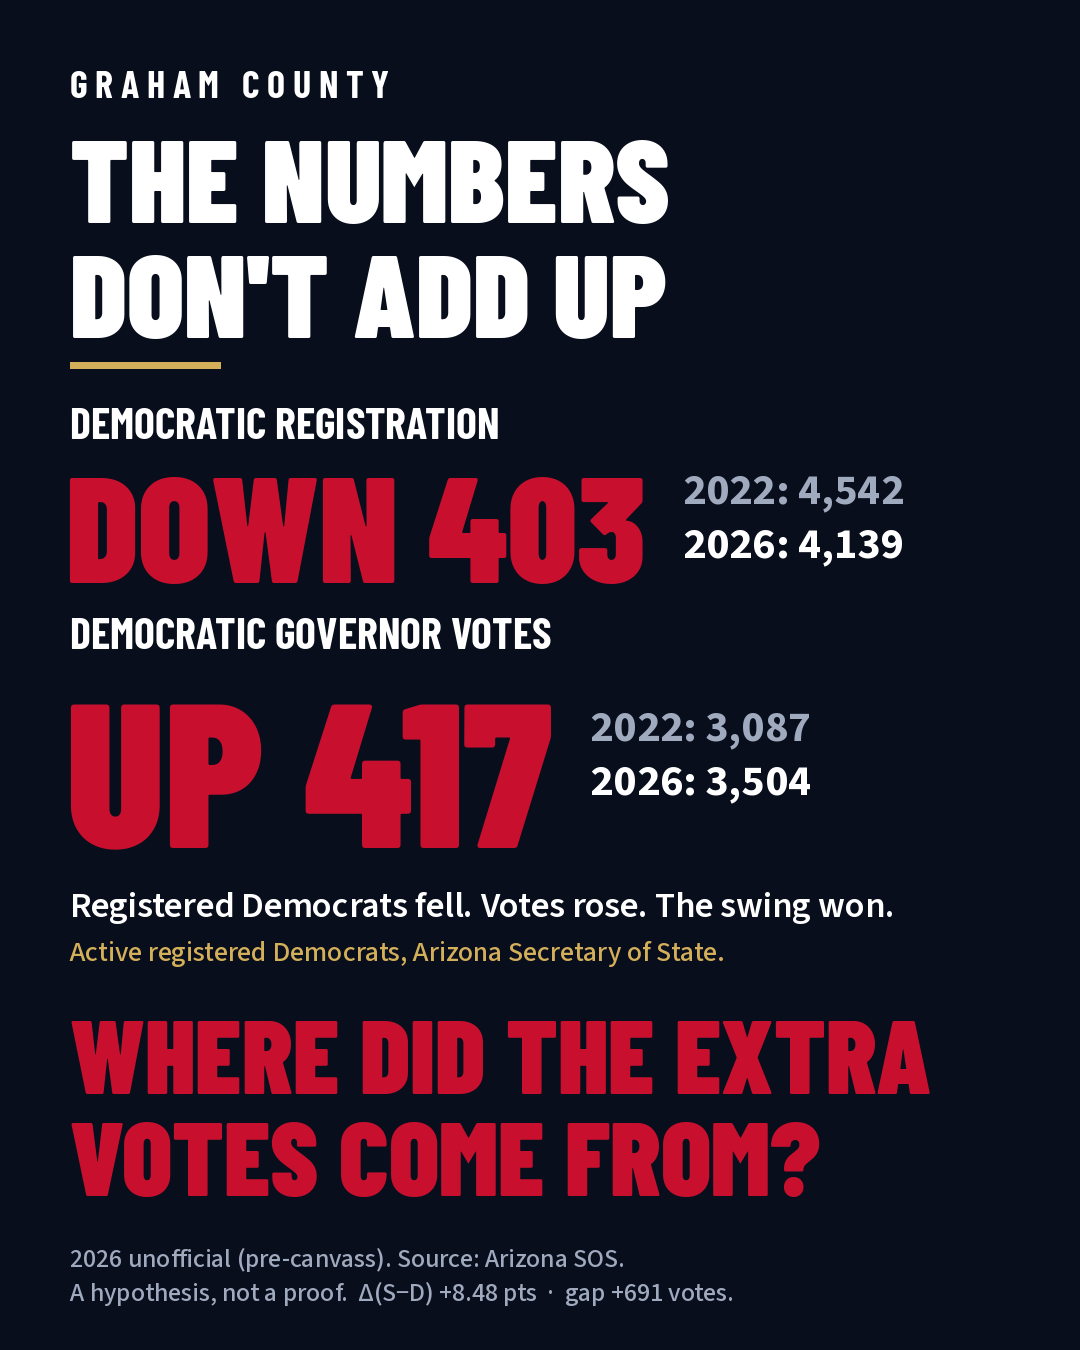 GRAHAM COUNTY
THE NUMBERS
DON'T ADD UP
DEMOCRATIC REGISTRATION
DOWN 403
2022: 4,542
2026: 4,139
DEMOCRATIC GOVERNOR VOTES
UP 417
2022: 3,087
2026: 3,504
Registered Democrats fell. Votes rose. The swing won.
Active registered Democrats, Arizona Secretary of State.
WHERE DID THE EXTRA
VOTES COME FROM?
2026 unofficial (pre-canvass). Source: Arizona SOS.
A hypothesis, not a proof. Δ(S−D) +8.48 pts · gap +691 votes.